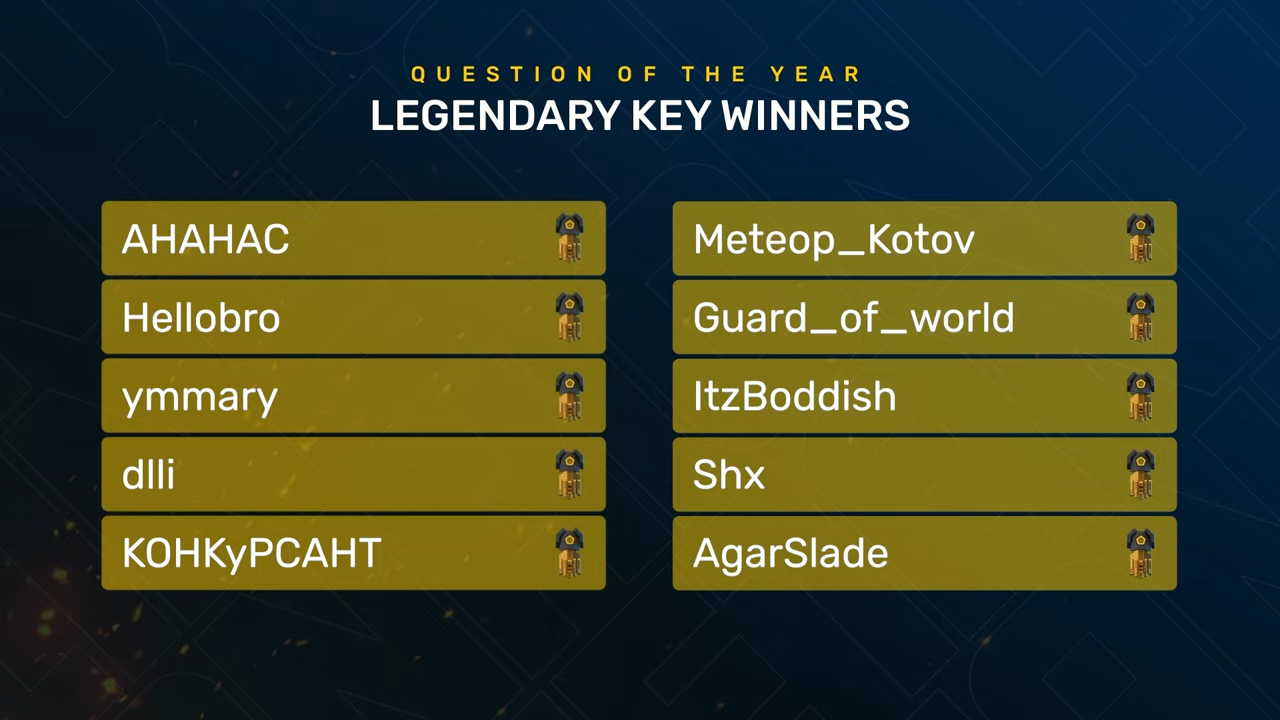 QUESTION OF THE YEAR
LEGENDARY KEY WINNERS
AHAHAC
Hellobro
ymmary
dlli
KOHKyPCAHT
Meteop_Kotov
Guard_of_world
ItzBoddish
Shx
AgarSlade